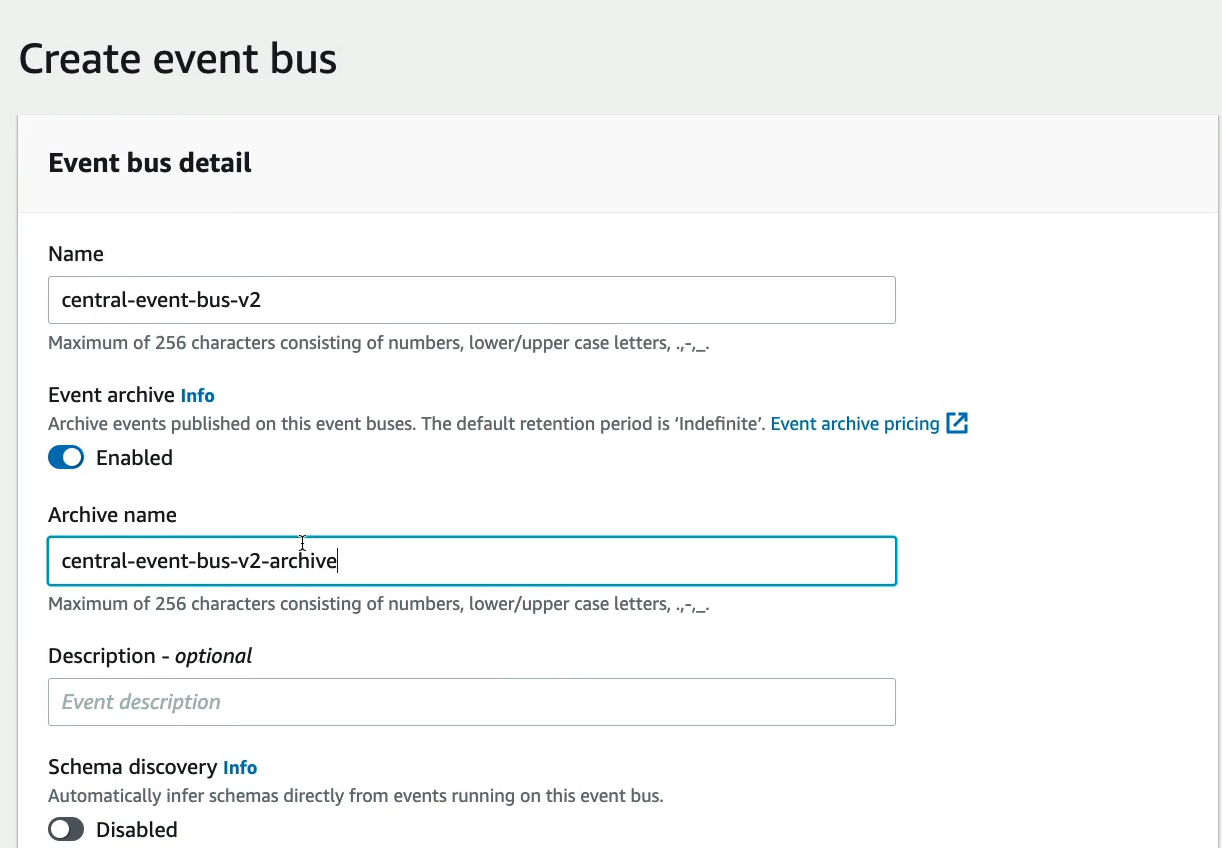 Create event bus
Event bus detail
Name
central-event-bus-v2
Maximum of 256 characters consisting of numbers, lower/upper case letters, .,-,_.
Event archive Info
Archive events published on this event buses. The default retention period is ‘Indefinite’. Event archive pricing
Enabled
Archive name
central-event-bus-v2-archive
Maximum of 256 characters consisting of numbers, lower/upper case letters, .,-,_.
Description - optional
Event description
Schema discovery Info
Automatically infer schemas directly from events running on this event bus.
Disabled